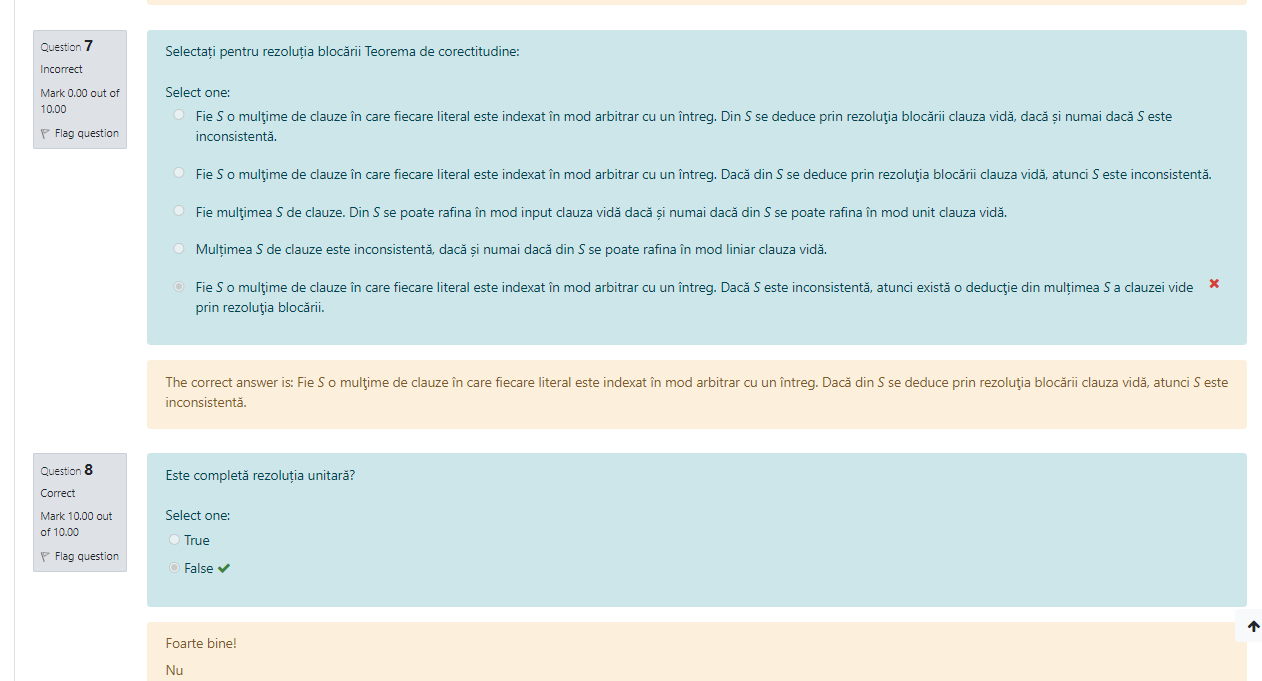 Question 7
Incorrect
Mark 0.00 out of
10.00
Flag question
Selectați pentru rezoluția blocării Teorema de corectitudine:
Select one:
Fie S o mulţime de clauze în care fiecare literal este indexat în mod arbitrar cu un întreg. Din S se deduce prin rezoluţia blocării clauza vidă, dacă și numai dacă S este
inconsistentă.
Fie S o mulţime de clauze în care fiecare literal este indexat în mod arbitrar cu un întreg. Dacă din S se deduce prin rezoluţia blocării clauza vidă, atunci S este inconsistentă.
Fie mulţimea S de clauze. Din S se poate rafina în mod input clauza vidă dacă și numai dacă din S se poate rafina în mod unit clauza vidă.
Mulțimea S de clauze este inconsistentă, dacă și numai dacă din S se poate rafina în mod liniar clauza vidă.
Fie S o mulţime de clauze în care fiecare literal este indexat în mod arbitrar cu un întreg. Dacă S este inconsistentă, atunci există o deducţie din mulțimea S a clauzei vide
prin rezoluţia blocării.
The correct answer is: Fie S o mulţime de clauze în care fiecare literal este indexat în mod arbitrar cu un întreg. Dacă din S se deduce prin rezoluţia blocării clauza vidă, atunci S este
inconsistentă.
Question 8
Correct
Mark 10.00 out
of 10.00
Flag question
Este completă rezoluția unitară?
Select one:
True
False
Foarte bine!
Nu